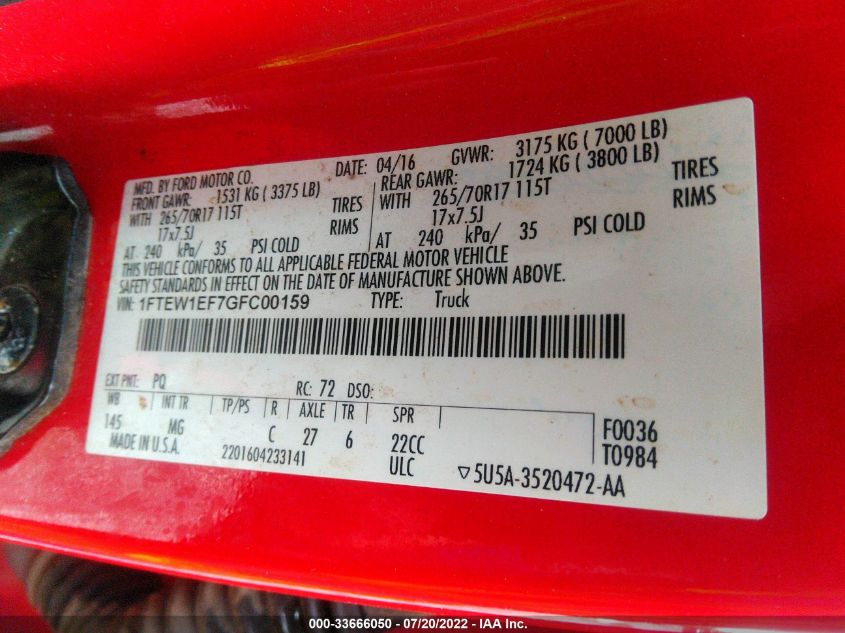 MFD. BY FORD MOTOR CO. DATE: 04/16 GVWR: 3175 KG ( 7000 LB)
FRONT GAWR: 1531 KG ( 3375 LB) REAR GAWR: 1724 KG ( 3800 LB)
WITH 265/70R17 115T TIRES WITH 265/70R17 115T TIRES
17x7.5J RIMS 17x7.5J RIMS
AT 240 kPa/ 35 PSI COLD AT 240 kPa/ 35 PSI COLD
THIS VEHICLE CONFORMS TO ALL APPLICABLE FEDERAL MOTOR VEHICLE
SAFETY STANDARDS IN EFFECT ON THE DATE OF MANUFACTURE SHOWN ABOVE.
VIN: 1FTEW1EF7GFC00159 TYPE: Truck
EXT PNT: PQ RC: 72 DSO:
WB INT TR TP/PS R AXLE TR SPR
145 MG C 27 6 22CC F0036
MADE IN U.S.A. 2201604233141 ULC T0984
▽5U5A-3520472-AA
000-33666050 - 07/20/2022 - IAA Inc.